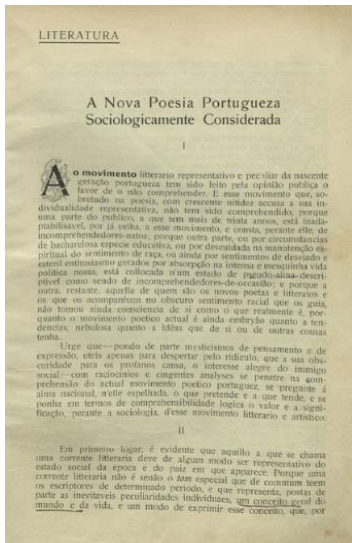 LITERATURA
A Nova Poesia Portugueza
Sociologicamente Considerada
I
Ao movimento litterario representativo e peculiar da nascente
geração portugueza tem sido feito pela opinião publica o
favor de o não comprehender. E esse movimento que, so-
bretudo na poesia, com crescente nitidez accusa a sua in-
dividualidade representativa, não tem sido comprehendido, porque
uma parte do publico, a que tem mais de trinta annos, está inada-
ptabilisavel, por já velha, a esse movimento, e consta, perante elle, de
incomprehendedores-natos; porque outra parte, ou por circumstancias
de bacharelosa especie educativa, ou por descuidada na manutenção es-
piritual do sentimento de raça, ou ainda por sentimentos de desviado e
esteril enthusiasmo gerados por absorpção na intensa e mesquinha vida
politica nossa, está collocada n'um estado de pseudo-alma descri-
ptivel como sendo de incomprehendedores-de-occasião; e porque a
outra, restante, aquella de quem são os novos poetas e litteratos e
os que os acompanham no obscuro sentimento racial que os guia,
não tomou ainda consciencia de si como o que realmente é, por-
quanto o movimento poetico actual é ainda embryão quanto a ten-
dencias, nebulosa quanto a idéas que de si ou de outras cousas
tenha.
Urge que—pondo de parte mysticismos de pensamento e de
expressão, uteis apenas para despertar pelo ridiculo, que a sua obs-
curidade para os profanos causa, o interesse alegre do inimigo
social—com raciocinios e cingentes analyses se penetre na com-
prehensão do actual movimento poetico portuguez, se pergunte á
alma nacional, n'elle espelhada, o que pretende e a que tende, e se
ponha em termos de comprehensibilidade logica o valor e a signi-
ficação, perante a sociologia, d'esse movimento litterario e artistico.
II
Em primeiro logar, é evidente que aquillo a que se chama
uma corrente litteraria deve de algum modo ser representativo do
estado social da epoca e do paiz em que apparece. Porque uma
corrente litteraria não é senão o tom especial que de commum teem
os escriptores de determinado periodo, e que representa, postas de
parte as inevitaveis peculiaridades individuaes, um conceito geral do
mundo e da vida, e um modo de exprimir esse conceito, que, por